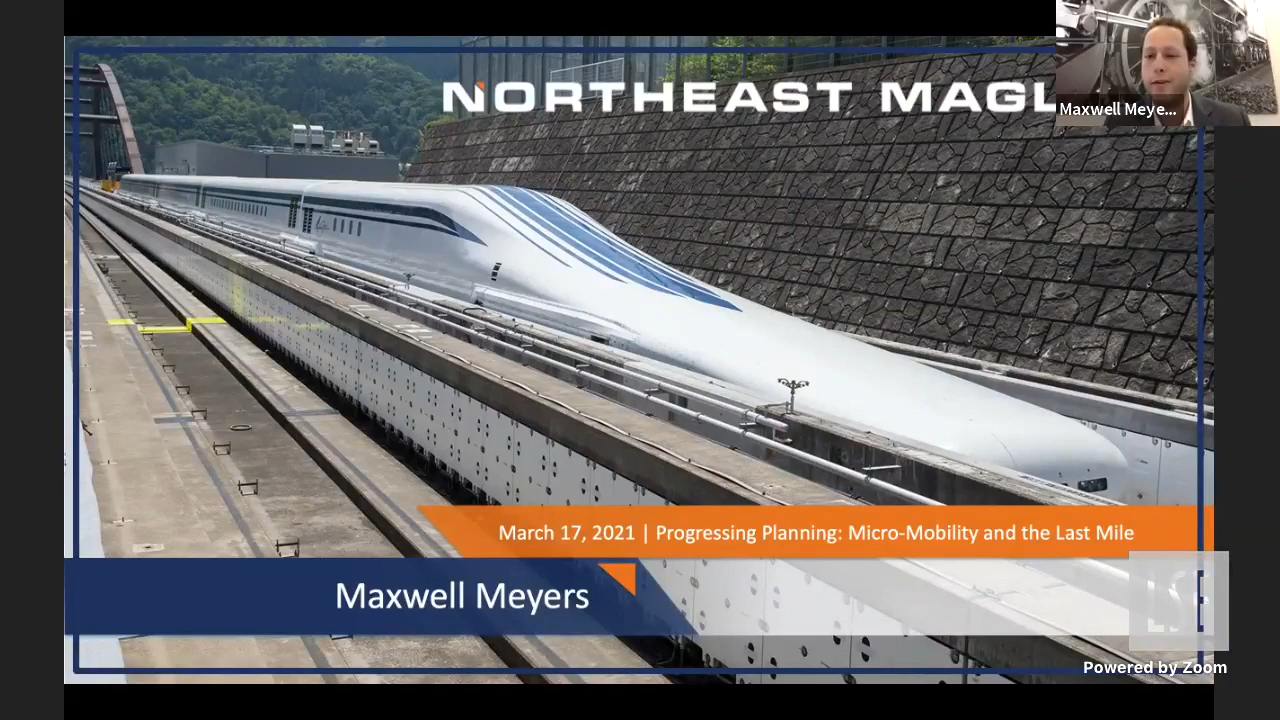 NORTHEAST MAGL
Maxwell Meye...
March 17, 2021 | Progressing Planning: Micro-Mobility and the Last Mile
Maxwell Meyers
Powered by Zoom